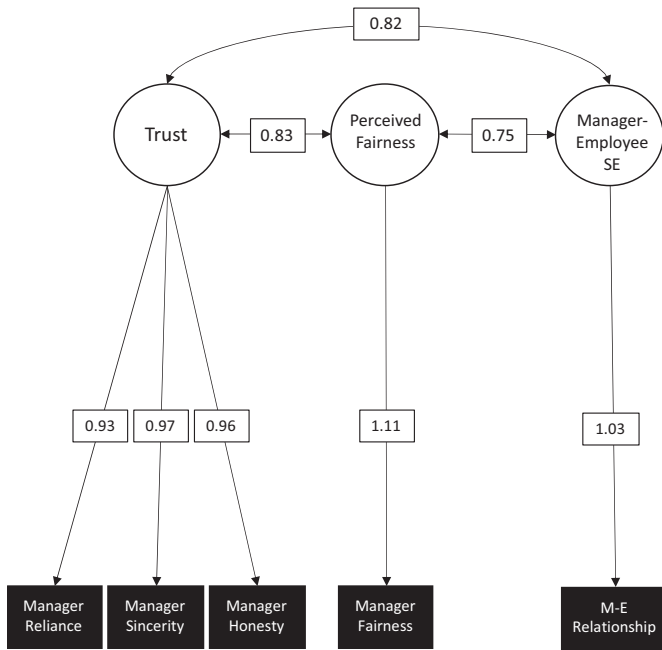 0.82
Trust
0.83
Perceived
Fairness
0.75
Manager-
Employee
SE
0.93
0.97
0.96
1.11
1.03
Manager
Reliance
Manager
Sincerity
Manager
Honesty
Manager
Fairness
M-E
Relationship